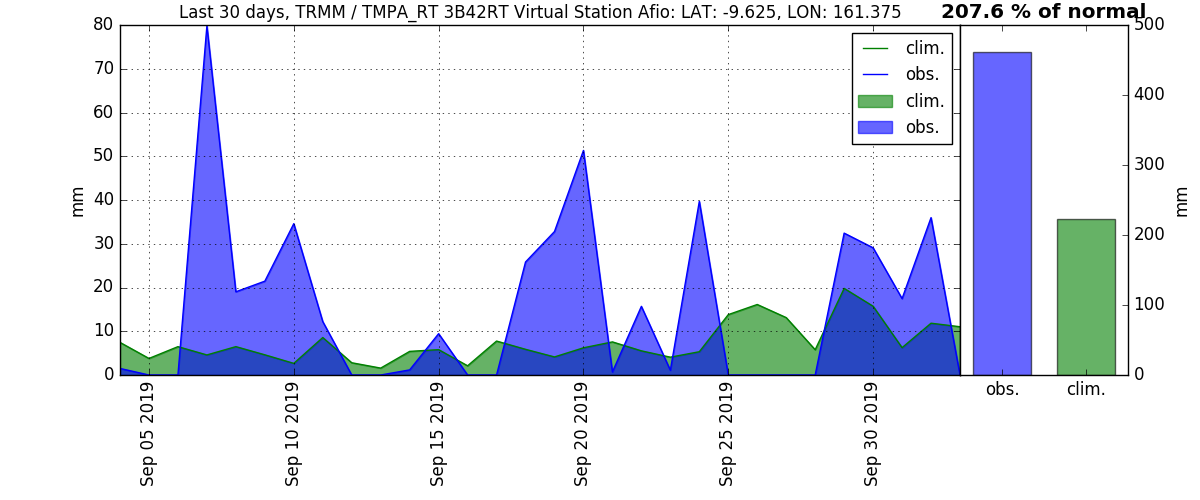 Last 30 days, TRMM / TMPA_RT 3B42RT Virtual Station Afio: LAT: -9.625, LON: 161.375
207.6 % of normal
80
70
60
50
40
30
20
10
0
mm
clim.
obs.
clim.
obs.
500
400
300
200
100
0
mm
obs.
clim.
Sep 05 2019
Sep 10 2019
Sep 15 2019
Sep 20 2019
Sep 25 2019
Sep 30 2019